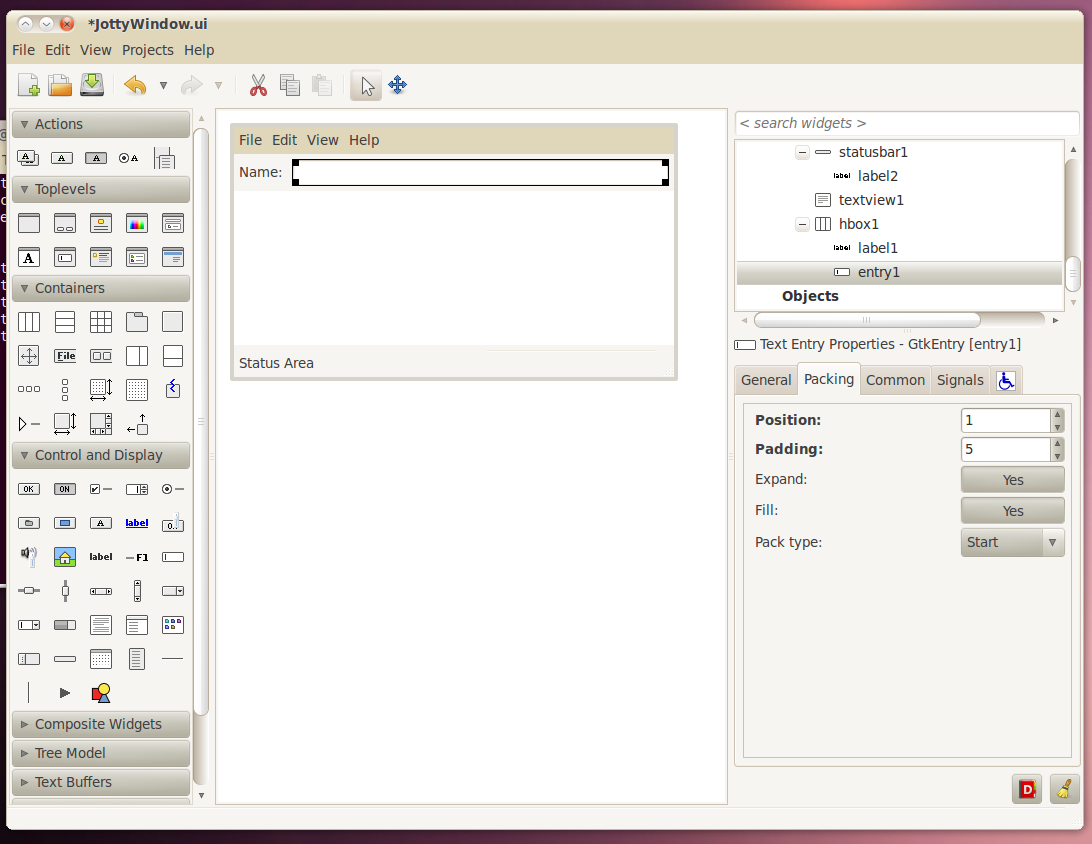 *JottyWindow.ui
File Edit View Projects Help
Actions
Toplevels
Containers
File
Control and Display
OK ON
label
label F1
Composite Widgets
Tree Model
Text Buffers
File Edit View Help
Name:
Status Area
< search widgets >
statusbar1
label label2
textview1
hbox1
label label1
entry1
Objects
Text Entry Properties - GtkEntry [entry1]
General Packing Common Signals
Position: 1
Padding: 5
Expand: Yes
Fill: Yes
Pack type: Start
D